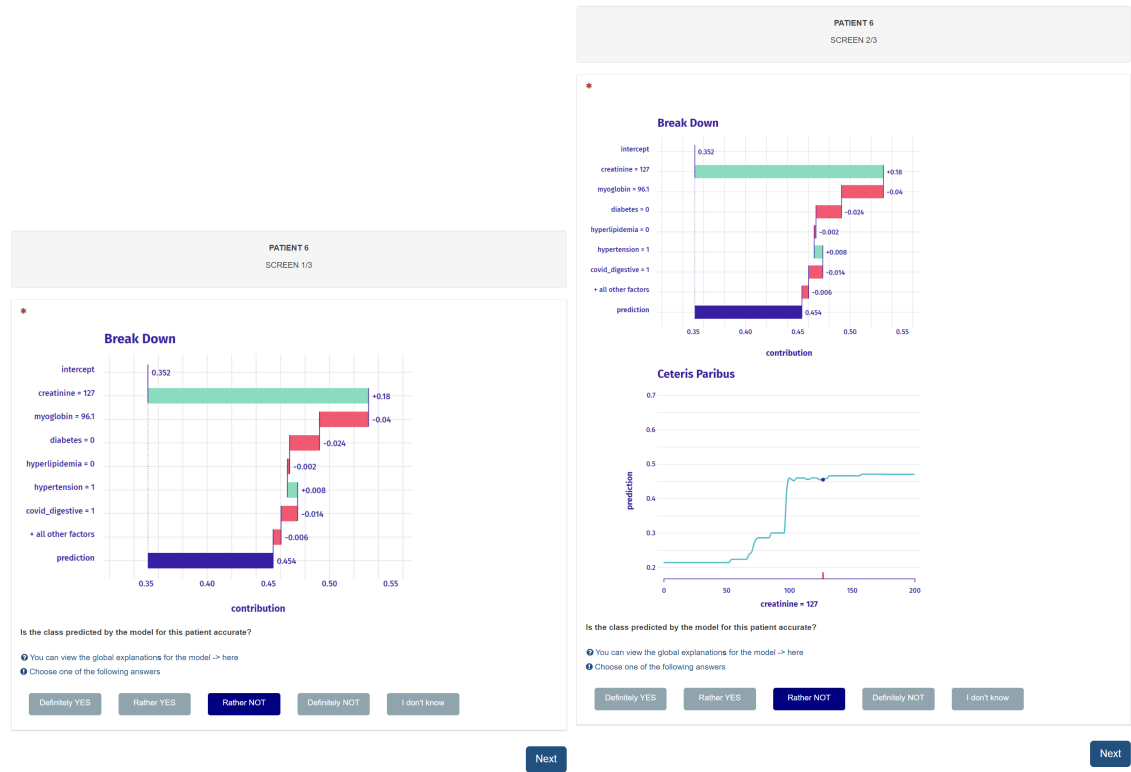 PATIENT 6
SCREEN 1/3
*
Break Down
intercept
0.352
creatinine = 127
+0.18
myoglobin = 96.1
-0.04
diabetes = 0
-0.024
hyperlipidemia = 0
-0.002
hypertension = 1
+0.008
covid_digestive = 1
-0.014
+ all other factors
-0.006
prediction
0.454
0.35 0.40 0.45 0.50 0.55
contribution
Is the class predicted by the model for this patient accurate?
You can view the global explanations for the model -> here
Choose one of the following answers
Definitely YES Rather YES Rather NOT Definitely NOT I don't know
Next
PATIENT 6
SCREEN 2/3
*
Break Down
intercept
0.352
creatinine = 127
+0.18
myoglobin = 96.1
-0.04
diabetes = 0
-0.024
hyperlipidemia = 0
-0.002
hypertension = 1
+0.008
covid_digestive = 1
-0.014
+ all other factors
-0.006
prediction
0.454
0.35 0.40 0.45 0.50 0.55
contribution
Ceteris Paribus
0.7
0.6
0.5
0.4
0.3
0.2
prediction
0 50 100 150 200
creatinine = 127
Is the class predicted by the model for this patient accurate?
You can view the global explanations for the model -> here
Choose one of the following answers
Definitely YES Rather YES Rather NOT Definitely NOT I don't know
Next